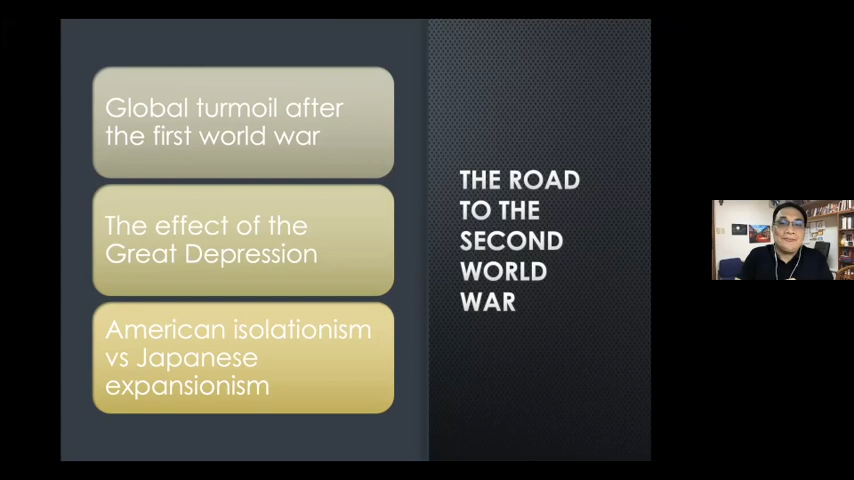 Global turmoil after
the first world war
The effect of the
Great Depression
American isolationism
vs Japanese
expansionism
THE ROAD
TO THE
SECOND
WORLD
WAR